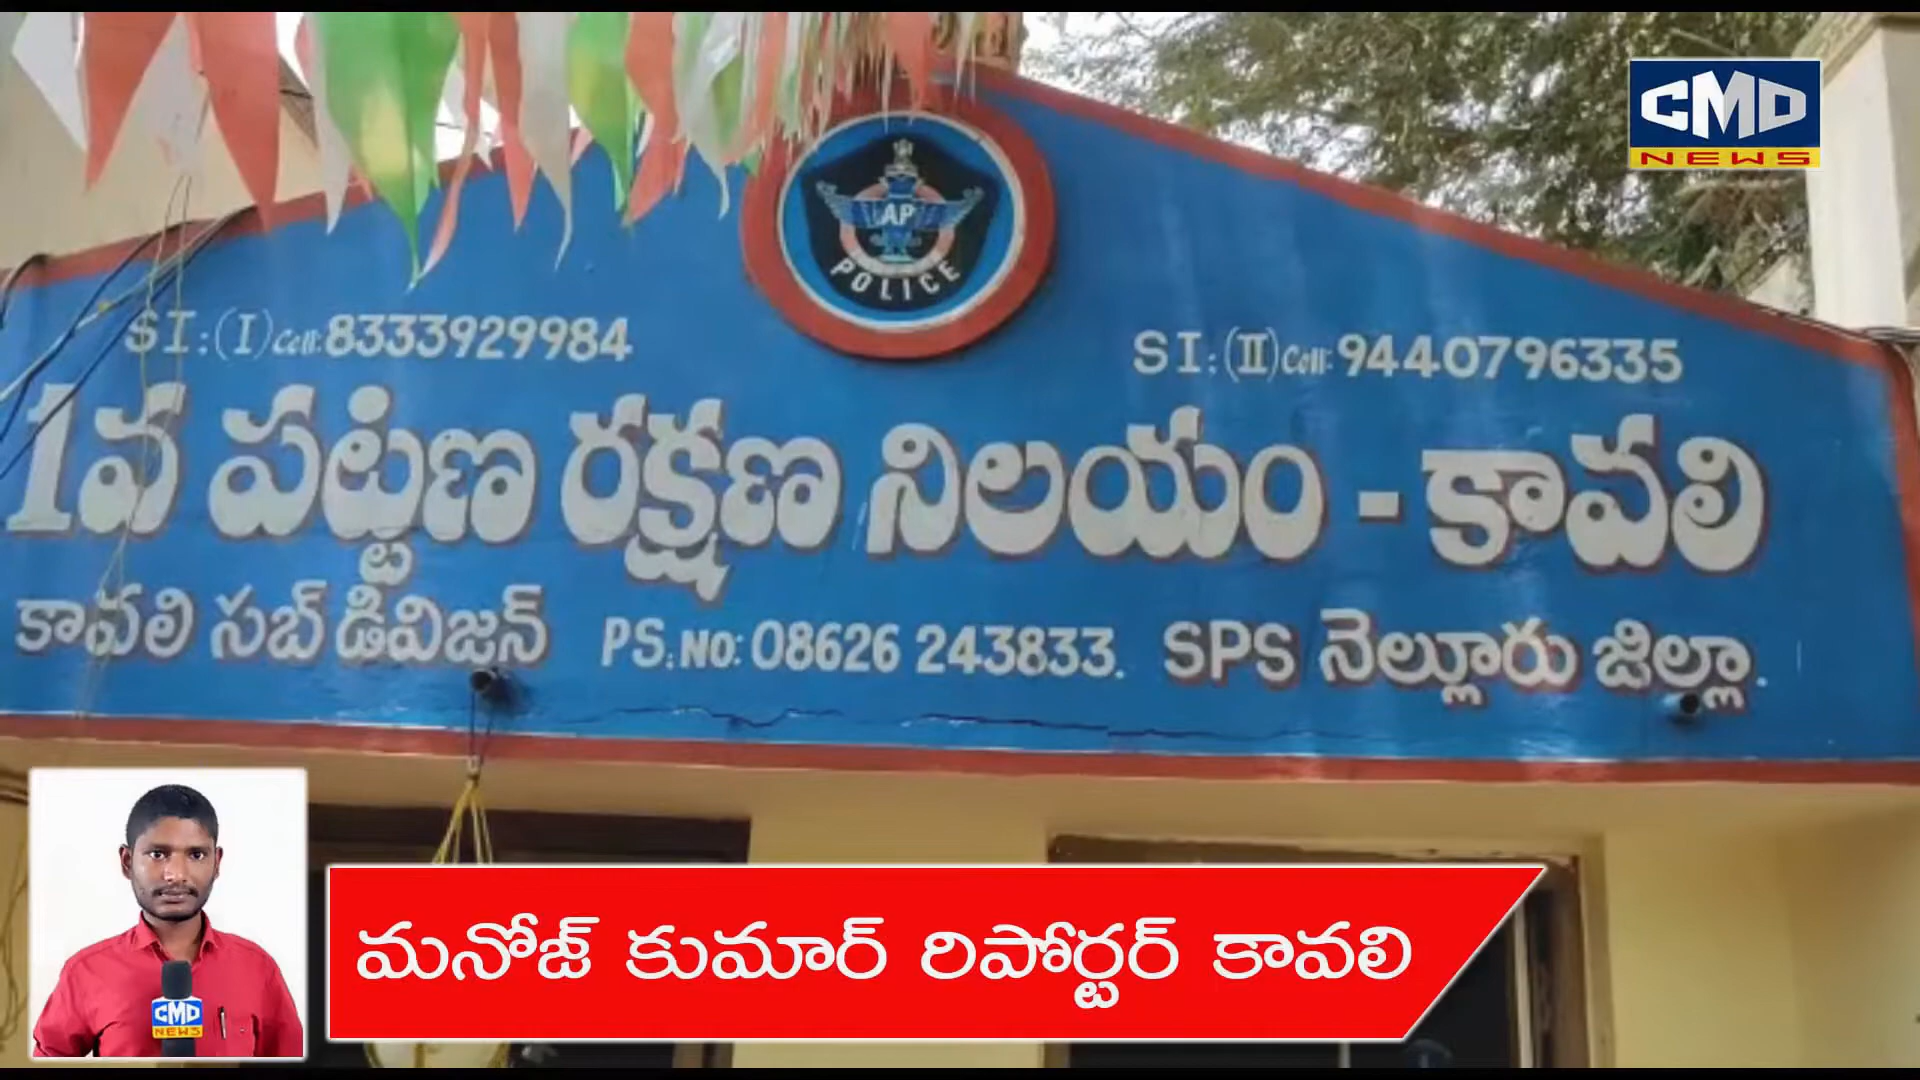 CMD
NEWS
AP
POLICE
SI:(I)Cell:8333929984
SI:(II)Cell:9440796335
1వ పట్టణ రక్షణ నిలయం - కావలి
కావలి సబ్ డివిజన్ PS.No: 08626 243833. SPS నెల్లూరు జిల్లా.
మనోజ్ కుమార్ రిపోర్టర్ కావలి
CMD
NEWS